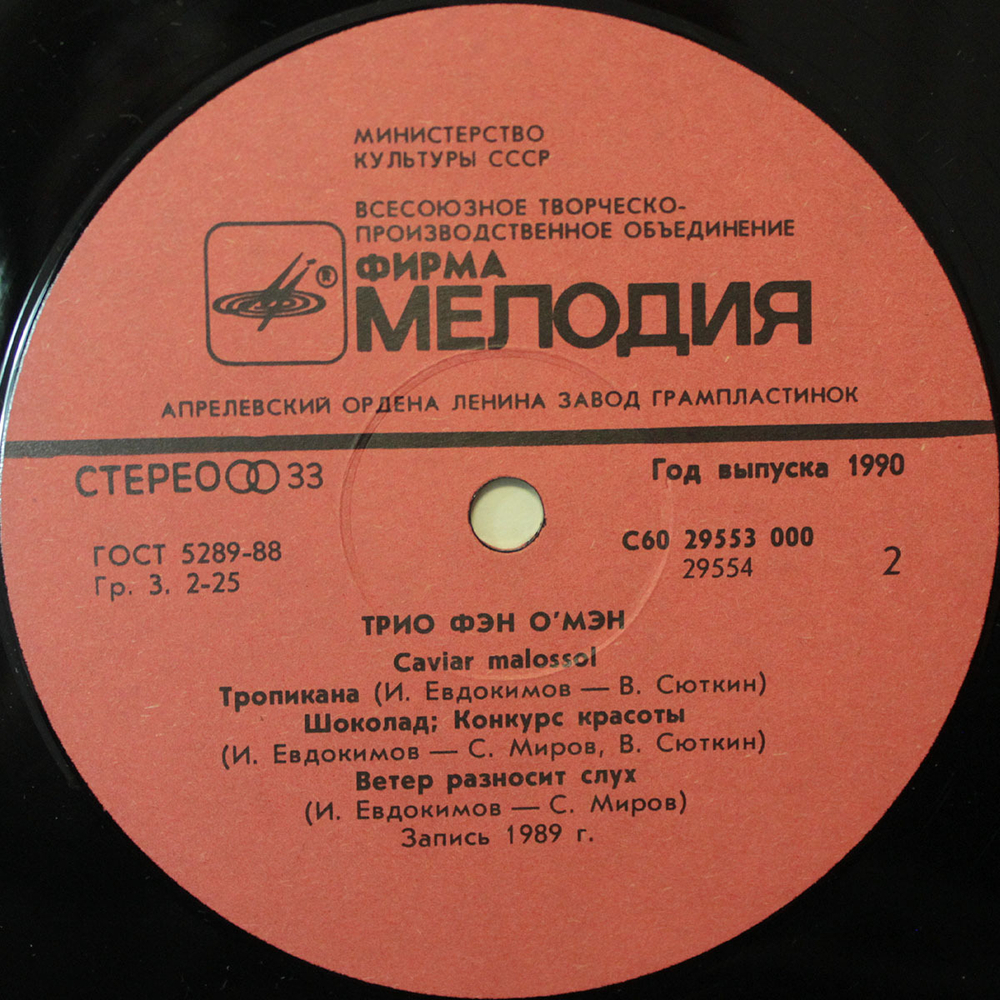 МИНИСТЕРСТВО
КУЛЬТУРЫ СССР
ВСЕСОЮЗНОЕ ТВОРЧЕСКО-
ПРОИЗВОДСТВЕННОЕ ОБЪЕДИНЕНИЕ
ФИРМА
®
МЕЛОДИЯ
АПРЕЛЕВСКИЙ ОРДЕНА ЛЕНИНА ЗАВОД ГРАМПЛАСТИНОК
СТЕРЕО 33
Год выпуска 1990
ГОСТ 5289-88
Гр. 3. 2-25
С60 29553 000
29554
2
ТРИО ФЭН О'МЭН
Caviar malossol
Тропикана (И. Евдокимов — В. Сюткин)
Шоколад; Конкурс красоты
(И. Евдокимов — С. Миров, В. Сюткин)
Ветер разносит слух
(И. Евдокимов — С. Миров)
Запись 1989 г.